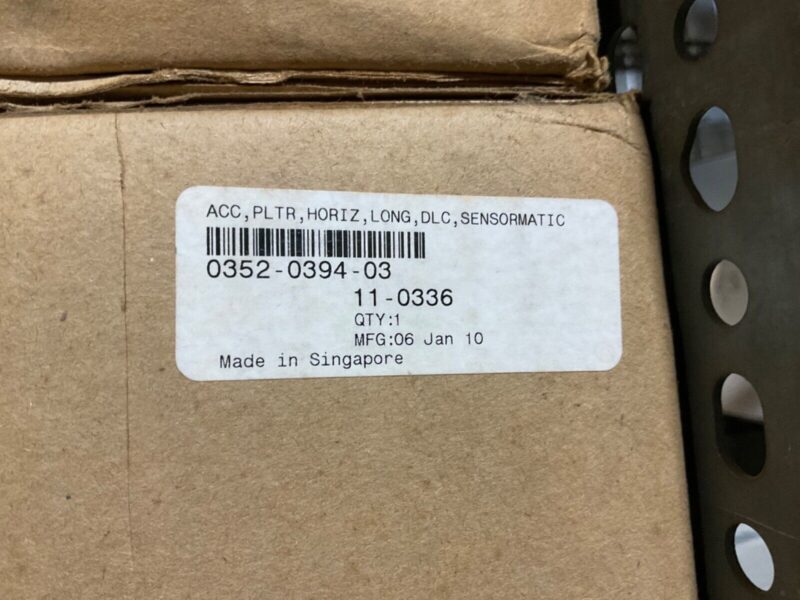 ACC,PLTR,HORIZ,LONG,DLC,SENSORMATIC
0352-0394-03
11-0336
QTY:1
MFG:06 Jan 10
Made in Singapore